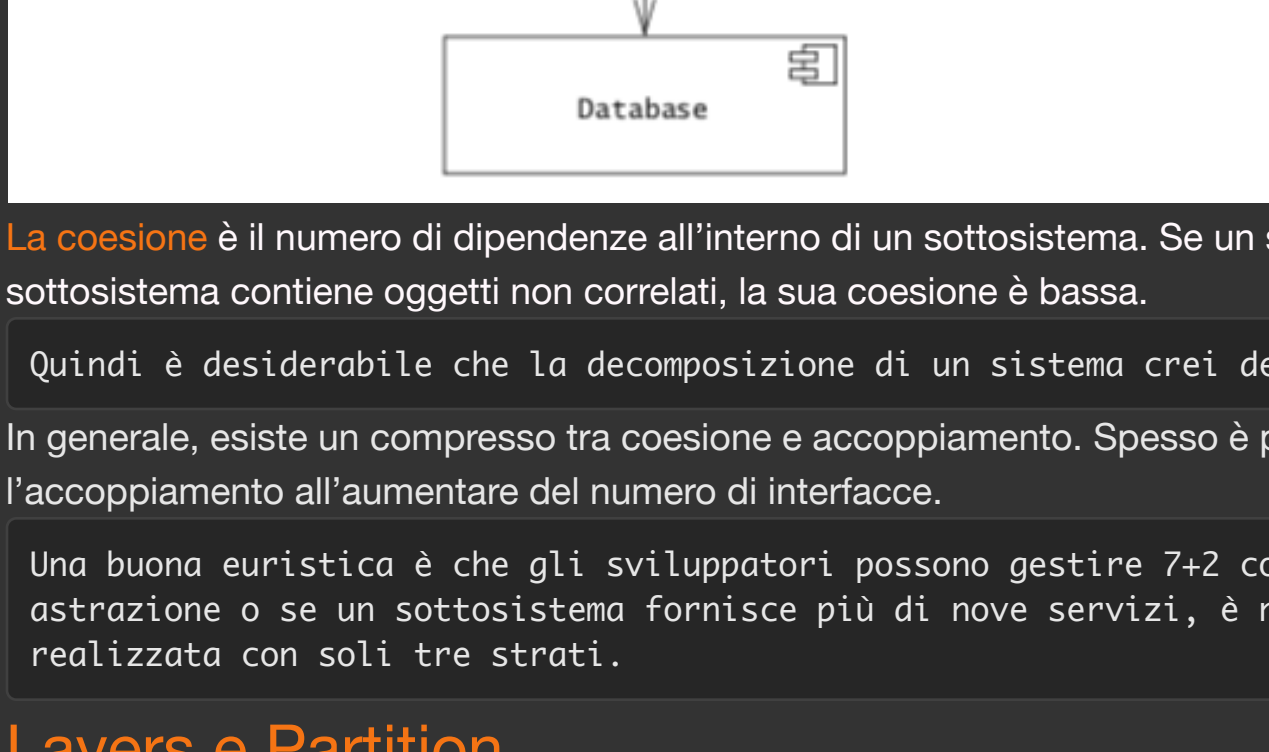 Database
La coesione è il numero di dipendenze all'interno di un sottosistema. Se un
sottosistema contiene oggetti non correlati, la sua coesione è bassa.
Quindi è desiderabile che la decomposizione di un sistema crei
In generale, esiste un compresso tra coesione e accoppiamento. Spesso è
l'accoppiamento all'aumentare del numero di interfacce.
Una buona euristica è che gli sviluppatori possono gestire 7+2
astrazione o se un sottosistema fornisce più di nove servizi, è
realizzata con soli tre strati.
Layers e Partition